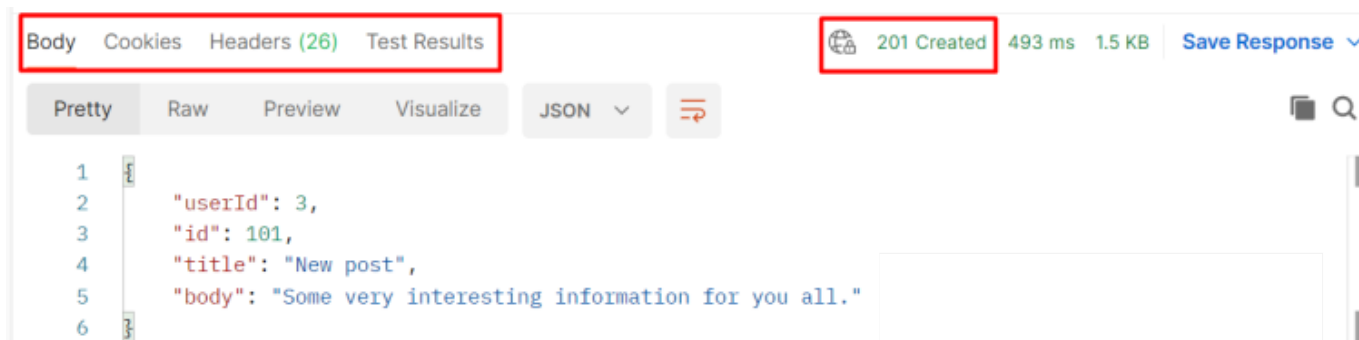 Body Cookies Headers (26) Test Results 201 Created 493 ms 1.5 KB Save Response
Pretty Raw Preview Visualize JSON
1 {
2 "userId": 3,
3 "id": 101,
4 "title": "New post",
5 "body": "Some very interesting information for you all."
6 }